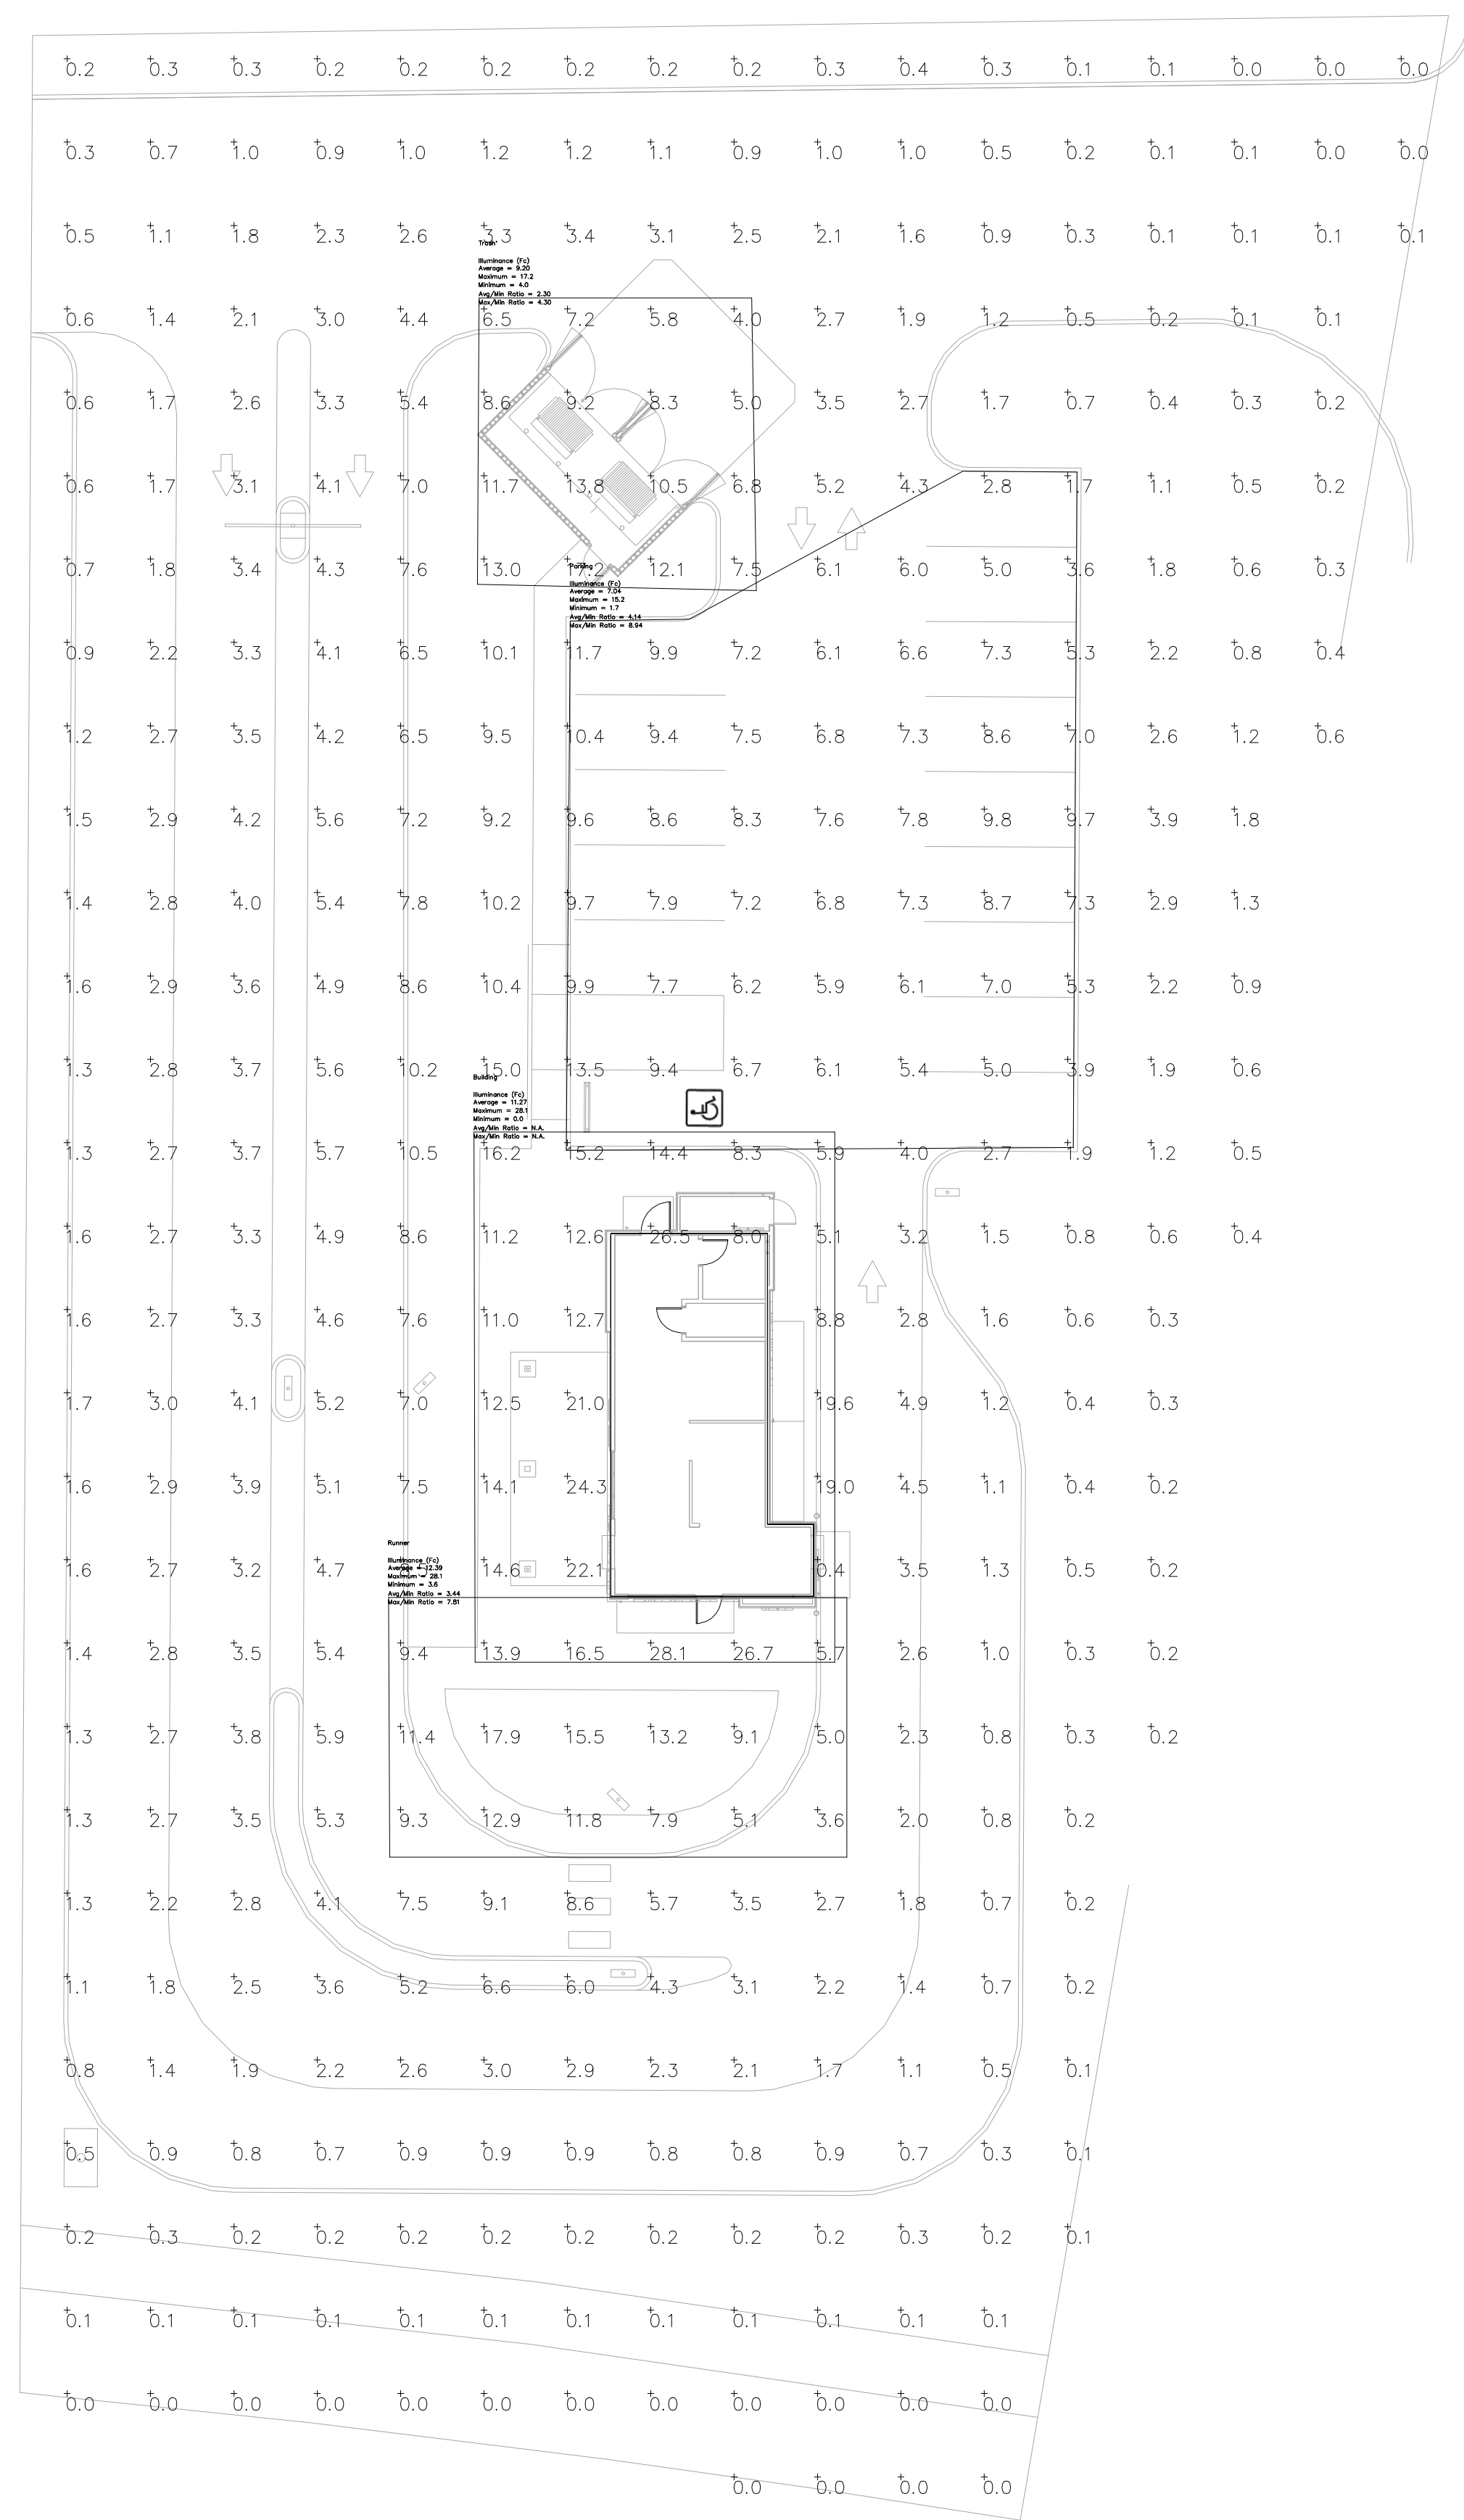 0.2 0.3 0.3 0.2 0.2 0.2 0.2 0.2 0.2 0.3 0.4 0.3 0.1 0.1 0.0 0.0 0.0
0.3 0.7 1.0 0.9 1.0 1.2 1.2 1.1 0.9 1.0 1.0 0.5 0.2 0.1 0.1 0.0 0.0
0.5 1.1 1.8 2.3 2.6 3.3 3.4 3.1 2.5 2.1 1.6 0.9 0.3 0.1 0.1 0.1 0.1
Trash
Illuminance (Fc)
Average = 9.20
Maximum = 17.2
Minimum = 4.0
Avg/Min Ratio = 2.30
Max/Min Ratio = 4.30
0.6 1.4 2.1 3.0 4.4 6.5 7.2 5.8 4.0 2.7 1.9 1.2 0.5 0.2 0.1 0.1
0.6 1.7 2.6 3.3 5.4 8.6 9.2 8.3 5.0 3.5 2.7 1.7 0.7 0.4 0.3 0.2
0.6 1.7 3.1 4.1 7.0 11.7 13.8 10.5 6.8 5.2 4.3 2.8 1.7 1.1 0.5 0.2
0.7 1.8 3.4 4.3 7.6 13.0 17.2 12.1 7.5 6.1 6.0 5.0 3.6 1.8 0.6 0.3
Parking
Illuminance (Fc)
Average = 7.04
Maximum = 15.2
Minimum = 1.7
Avg/Min Ratio = 4.14
Max/Min Ratio = 8.94
0.9 2.2 3.3 4.1 6.5 10.1 11.7 9.9 7.2 6.1 6.6 7.3 5.3 2.2 0.8 0.4
1.2 2.7 3.5 4.2 6.5 9.5 10.4 9.4 7.5 6.8 7.3 8.6 7.0 2.6 1.2 0.6
1.5 2.9 4.2 5.6 7.2 9.2 9.6 8.6 8.3 7.6 7.8 9.8 9.7 3.9 1.8
1.4 2.8 4.0 5.4 7.8 10.2 9.7 7.9 7.2 6.8 7.3 8.7 7.3 2.9 1.3
1.6 2.9 3.6 4.9 8.6 10.4 9.9 7.7 6.2 5.9 6.1 7.0 5.3 2.2 0.9
1.3 2.8 3.7 5.6 10.2 15.0 13.5 9.4 6.7 6.1 5.4 5.0 3.9 1.9 0.6
Building
Illuminance (Fc)
Average = 11.27
Maximum = 28.1
Minimum = 0.0
Avg/Min Ratio = N.A.
Max/Min Ratio = N.A.
1.3 2.7 3.7 5.7 10.5 16.2 15.2 14.4 8.3 5.9 4.0 2.7 1.9 1.2 0.5
1.6 2.7 3.3 4.9 8.6 11.2 12.6 26.5 8.0 5.1 3.2 1.5 0.8 0.6 0.4
1.6 2.7 3.3 4.6 7.6 11.0 12.7 8.8 2.8 1.6 0.6 0.3
1.7 3.0 4.1 5.2 7.0 12.5 21.0 19.6 4.9 1.2 0.4 0.3
1.6 2.9 3.9 5.1 7.5 14.1 24.3 19.0 4.5 1.1 0.4 0.2
Runner
Illuminance (Fc)
Average = 12.39
Maximum = 28.1
Minimum = 3.6
Avg/Min Ratio = 3.44
Max/Min Ratio = 7.81
1.6 2.7 3.2 4.7 14.6 22.1 0.4 3.5 1.3 0.5 0.2
1.4 2.8 3.5 5.4 9.4 13.9 16.5 28.1 26.7 5.7 2.6 1.0 0.3 0.2
1.3 2.7 3.8 5.9 11.4 17.9 15.5 13.2 9.1 5.0 2.3 0.8 0.3 0.2
1.3 2.7 3.5 5.3 9.3 12.9 11.8 7.9 5.1 3.6 2.0 0.8 0.2
1.3 2.2 2.8 4.1 7.5 9.1 8.6 5.7 3.5 2.7 1.8 0.7 0.2
1.1 1.8 2.5 3.6 5.2 6.6 6.0 4.3 3.1 2.2 1.4 0.7 0.2
0.8 1.4 1.9 2.2 2.6 3.0 2.9 2.3 2.1 1.7 1.1 0.5 0.1
0.5 0.9 0.8 0.7 0.9 0.9 0.9 0.8 0.8 0.9 0.7 0.3 0.1
0.2 0.3 0.2 0.2 0.2 0.2 0.2 0.2 0.2 0.2 0.3 0.2 0.1
0.1 0.1 0.1 0.1 0.1 0.1 0.1 0.1 0.1 0.1 0.1 0.1
0.0 0.0 0.0 0.0 0.0 0.0 0.0 0.0 0.0 0.0 0.0 0.0
0.0 0.0 0.0 0.0